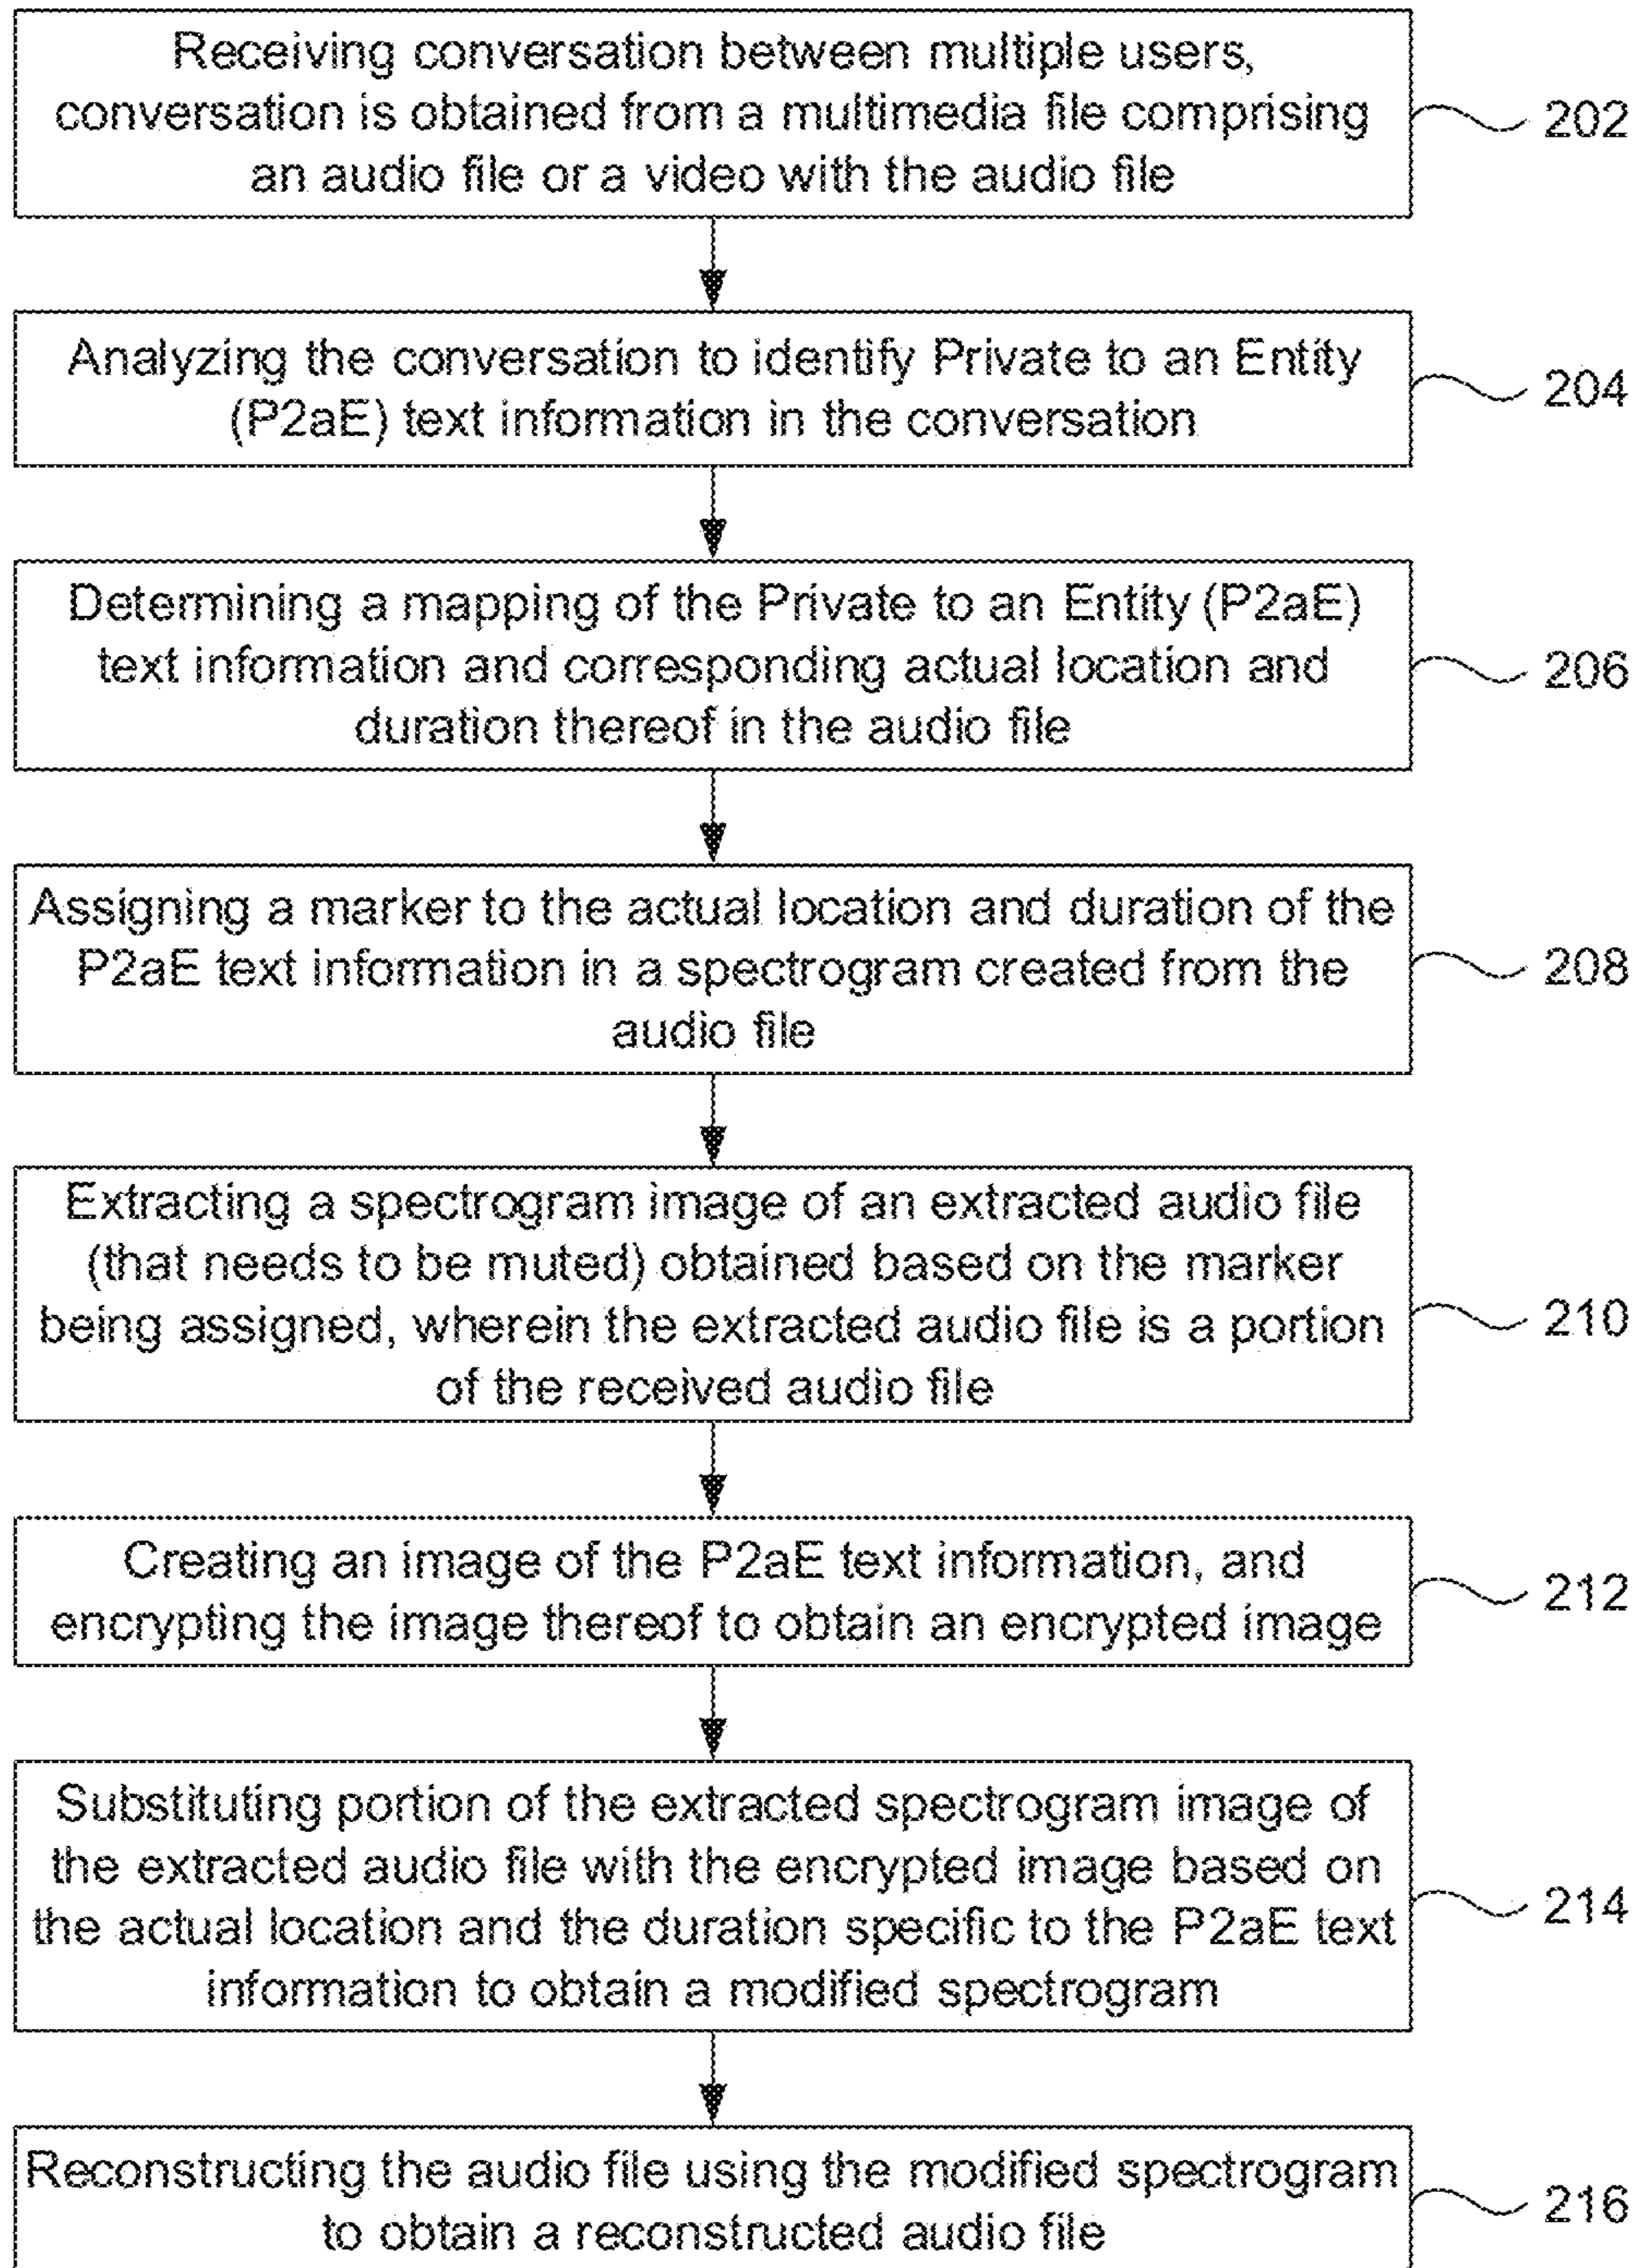 Receiving conversation between multiple users,
conversation is obtained from a multimedia file comprising
an audio file or a video with the audio file
202
Analyzing the conversation to identify Private to an Entity
(P2aE) text information in the conversation
204
Determining a mapping of the Private to an Entity (P2aE)
text information and corresponding actual location and
duration thereof in the audio file
206
Assigning a marker to the actual location and duration of the
P2aE text information in a spectrogram created from the
audio file
208
Extracting a spectrogram image of an extracted audio file
(that needs to be muted) obtained based on the marker
being assigned, wherein the extracted audio file is a portion
of the received audio file
210
Creating an image of the P2aE text information, and
encrypting the image thereof to obtain an encrypted image
212
Substituting portion of the extracted spectrogram image of
the extracted audio file with the encrypted image based on
the actual location and the duration specific to the P2aE text
information to obtain a modified spectrogram
214
Reconstructing the audio file using the modified spectrogram
to obtain a reconstructed audio file
216